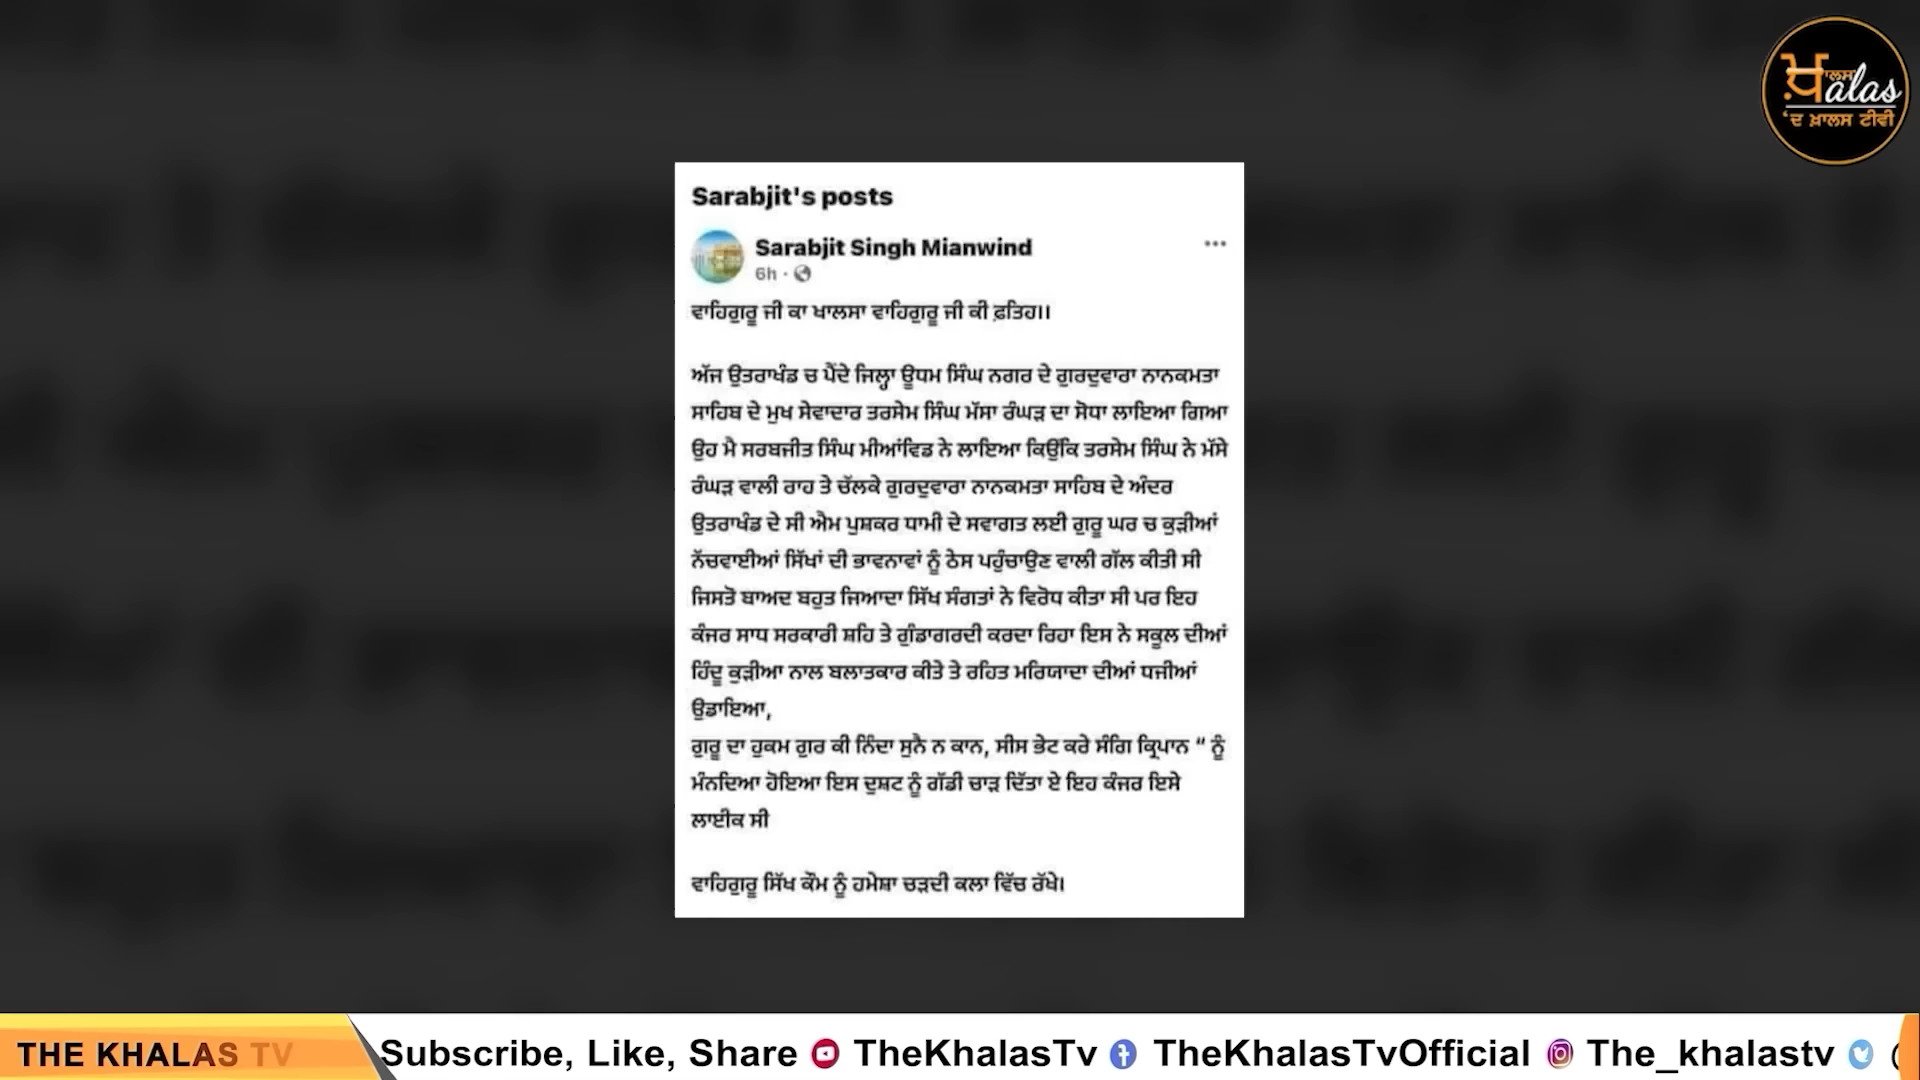 ਖ਼ਾਲਸ
alas
'ਦ ਖ਼ਾਲਸ ਟੀਵੀ
Sarabjit's posts
Sarabjit Singh Mianwind
6h ·
ਵਾਹਿਗੁਰੂ ਜੀ ਕਾ ਖਾਲਸਾ ਵਾਹਿਗੁਰੂ ਜੀ ਕੀ ਫ਼ਤਿਹ।।
ਅੱਜ ਉਤਰਾਖੰਡ ਚ ਪੈਂਦੇ ਜਿਲ੍ਹਾ ਊਧਮ ਸਿੰਘ ਨਗਰ ਦੇ ਗੁਰਦੁਵਾਰਾ ਨਾਨਕਮਤਾ
ਸਾਹਿਬ ਦੇ ਮੁਖ ਸੇਵਾਦਾਰ ਤਰਸੇਮ ਸਿੰਘ ਮੱਸਾ ਰੰਘੜ ਦਾ ਸੋਧਾ ਲਾਇਆ ਗਿਆ
ਉਹ ਮੈ ਸਰਬਜੀਤ ਸਿੰਘ ਮੀਆਂਵਿਡ ਨੇ ਲਾਇਆ ਕਿਉਂਕਿ ਤਰਸੇਮ ਸਿੰਘ ਨੇ ਮੱਸੇ
ਰੰਘੜ ਵਾਲੀ ਰਾਹ ਤੇ ਚੱਲਕੇ ਗੁਰਦੁਵਾਰਾ ਨਾਨਕਮਤਾ ਸਾਹਿਬ ਦੇ ਅੰਦਰ
ਉਤਰਾਖੰਡ ਦੇ ਸੀ ਐਮ ਪੁਸ਼ਕਰ ਧਾਮੀ ਦੇ ਸਵਾਗਤ ਲਈ ਗੁਰੂ ਘਰ ਚ ਕੁੜੀਆਂ
ਨੱਚਵਾਈਆਂ ਸਿੱਖਾਂ ਦੀ ਭਾਵਨਾਵਾਂ ਨੂੰ ਠੇਸ ਪਹੁੰਚਾਉਣ ਵਾਲੀ ਗੱਲ ਕੀਤੀ ਸੀ
ਜਿਸਤੋ ਬਾਅਦ ਬਹੁਤ ਜਿਆਦਾ ਸਿੱਖ ਸੰਗਤਾਂ ਨੇ ਵਿਰੋਧ ਕੀਤਾ ਸੀ ਪਰ ਇਹ
ਕੰਜਰ ਸਾਧ ਸਰਕਾਰੀ ਸ਼ਹਿ ਤੇ ਗੁੰਡਾਗਰਦੀ ਕਰਦਾ ਰਿਹਾ ਇਸ ਨੇ ਸਕੂਲ ਦੀਆਂ
ਹਿੰਦੂ ਕੁੜੀਆ ਨਾਲ ਬਲਾਤਕਾਰ ਕੀਤੇ ਤੇ ਰਹਿਤ ਮਰਿਯਾਦਾ ਦੀਆਂ ਧਜੀਆਂ
ਉਡਾਇਆ,
ਗੁਰੂ ਦਾ ਹੁਕਮ ਗੁਰ ਕੀ ਨਿੰਦਾ ਸੁਨੈ ਨ ਕਾਨ, ਸੀਸ ਭੇਟ ਕਰੇ ਸੰਗਿ ਕ੍ਰਿਪਾਨ “ ਨੂੰ
ਮੰਨਦਿਆ ਹੋਇਆ ਇਸ ਦੁਸ਼ਟ ਨੂੰ ਗੱਡੀ ਚਾੜ ਦਿੱਤਾ ਏ ਇਹ ਕੰਜਰ ਇਸੇ
ਲਾਈਕ ਸੀ
ਵਾਹਿਗੁਰੂ ਸਿੱਖ ਕੌਮ ਨੂੰ ਹਮੇਸ਼ਾ ਚੜਦੀ ਕਲਾ ਵਿੱਚ ਰੱਖੇ।
THE KHALAS TV Subscribe, Like, Share TheKhalasTv TheKhalasTvOfficial The_khalastv